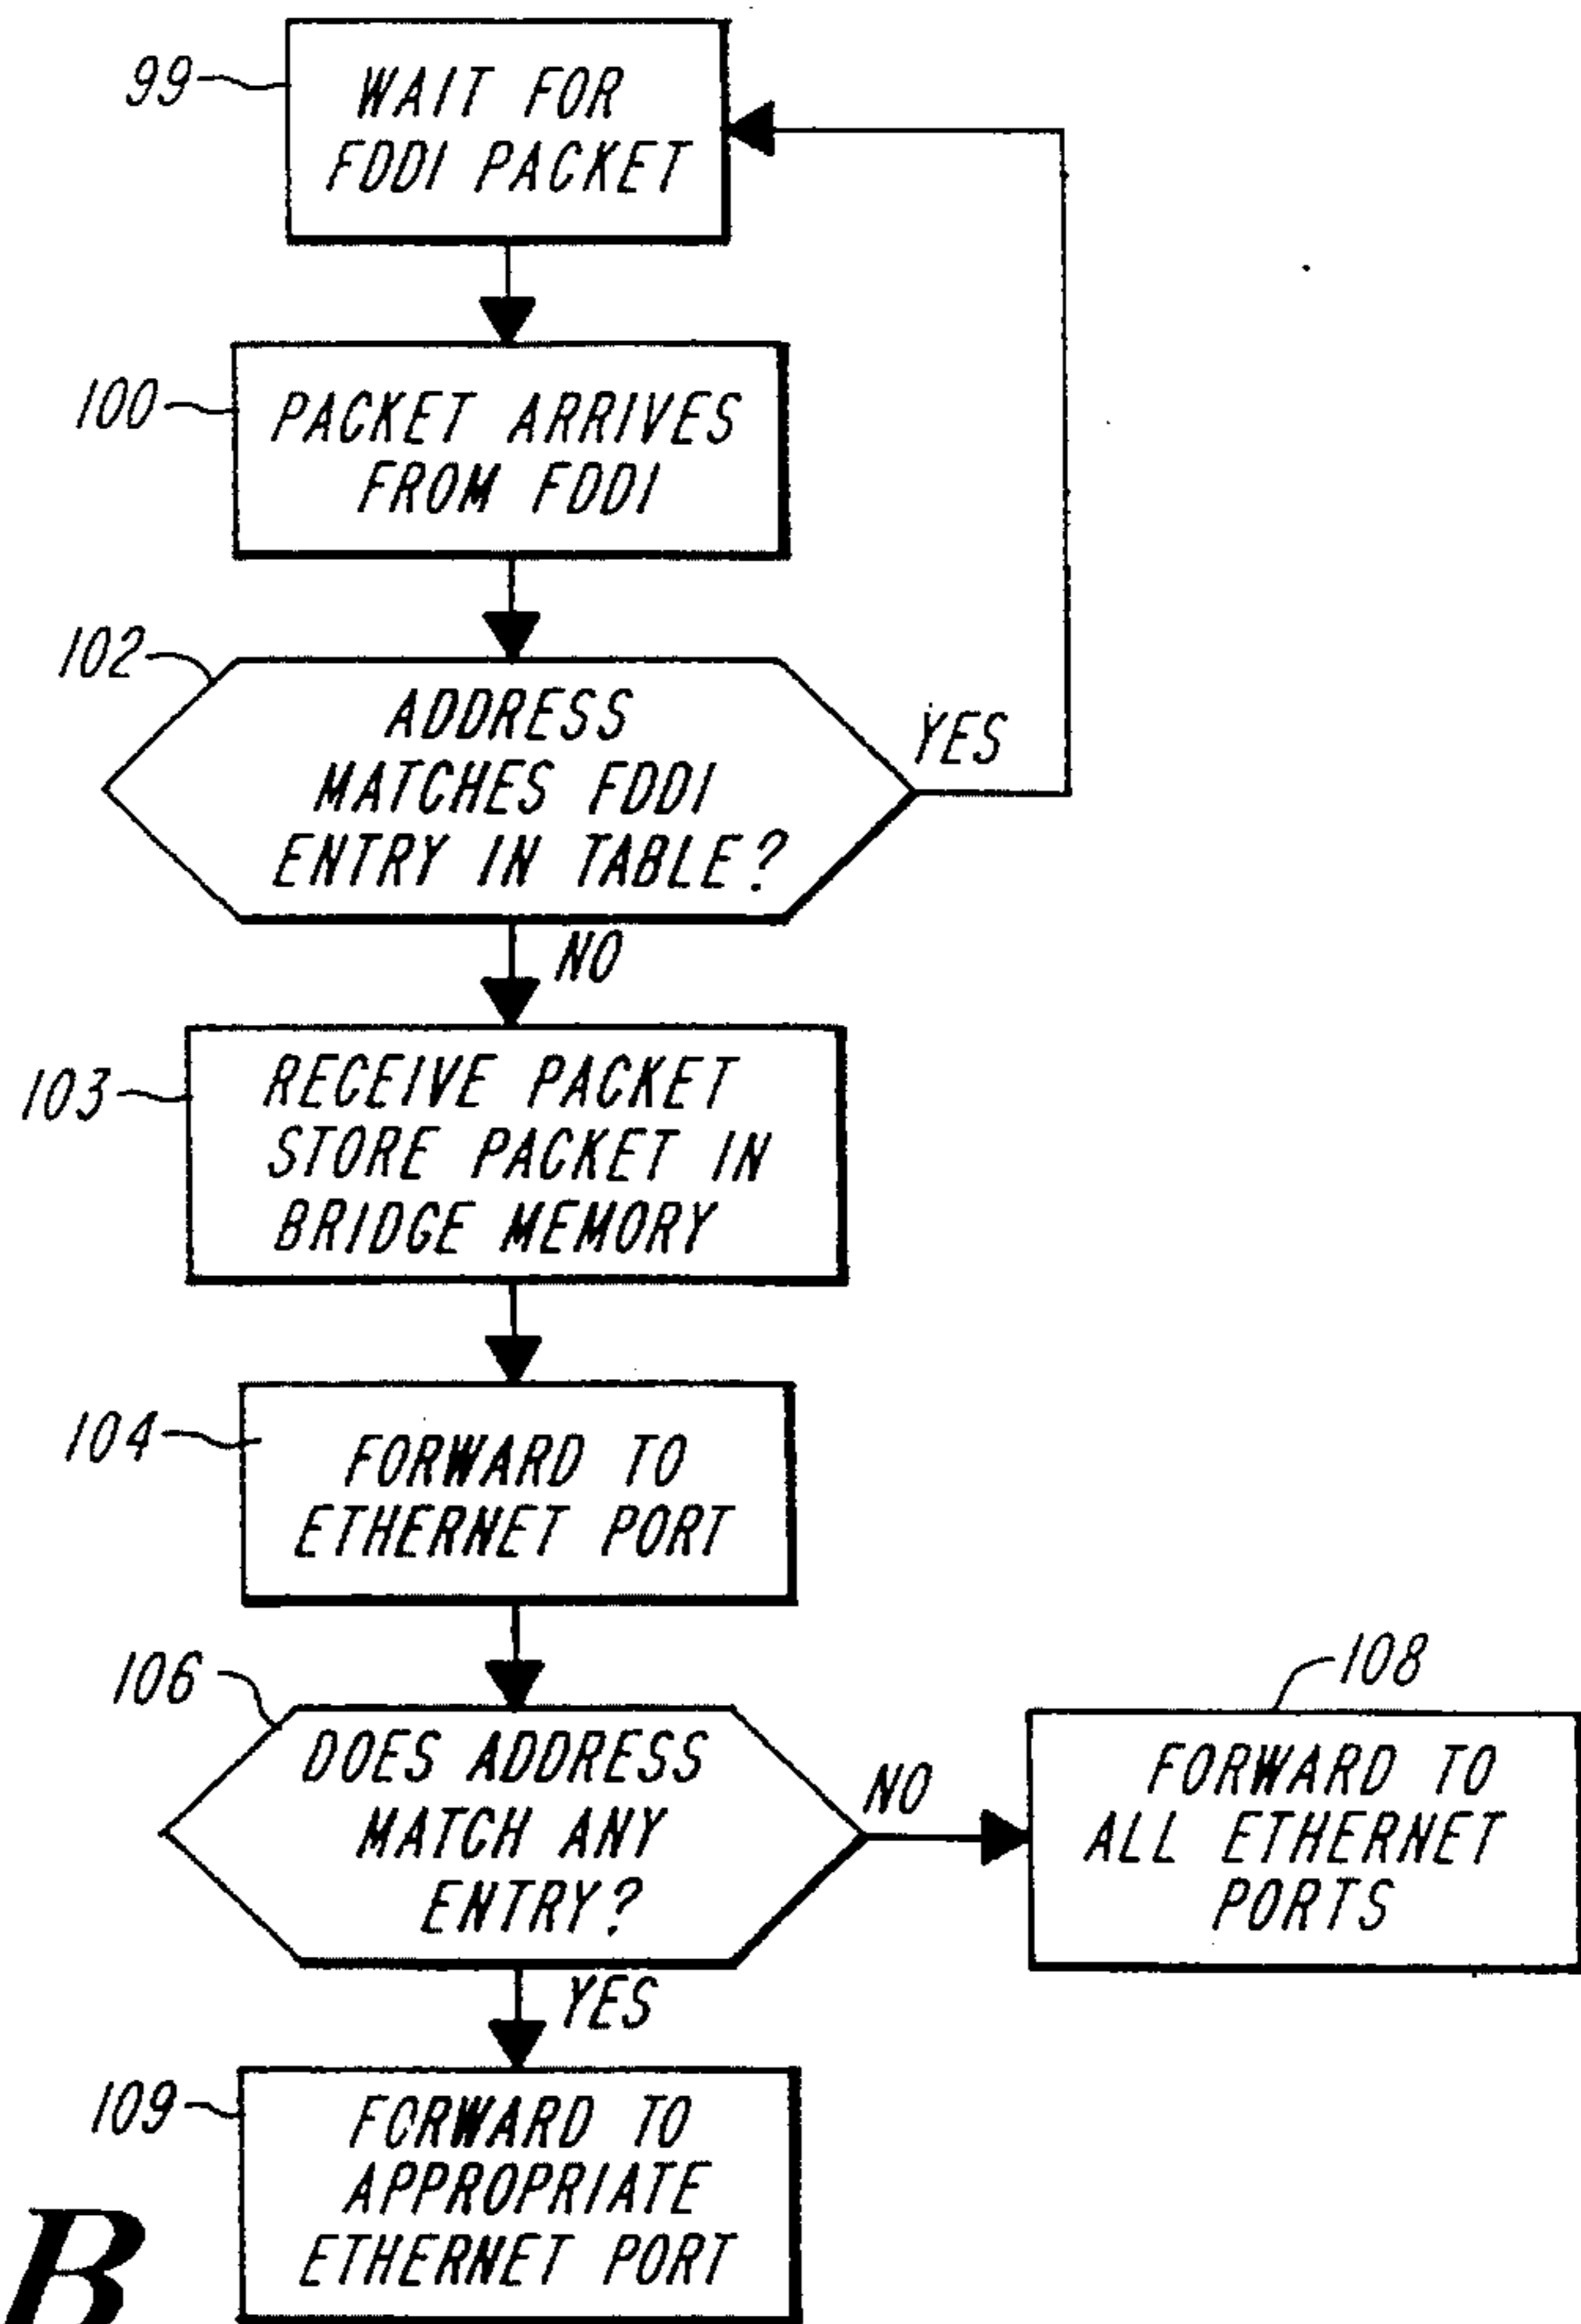 99
WAIT FOR
FDDI PACKET
100
PACKET ARRIVES
FROM FDDI
102
ADDRESS
MATCHES FDDI
ENTRY IN TABLE?
YES
NO
103
RECEIVE PACKET
STORE PACKET IN
BRIDGE MEMORY
104
FORWARD TO
ETHERNET PORT
106
DOES ADDRESS
MATCH ANY
ENTRY?
NO
108
FORWARD TO
ALL ETHERNET
PORTS
YES
109
FORWARD TO
APPROPRIATE
ETHERNET PORT
B